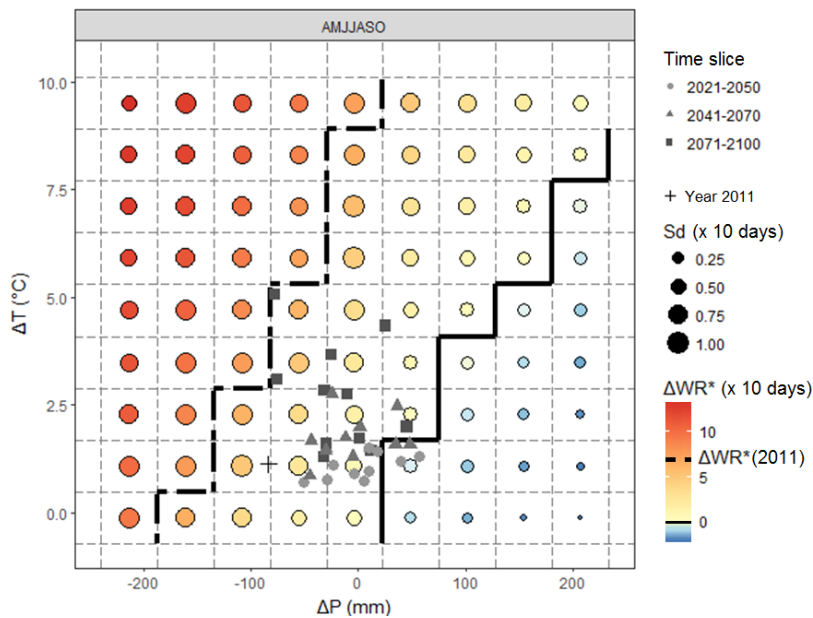 AMJJASO
10.0
7.5
5.0
2.5
0.0
ΔT (°C)
-200
-100
0
100
200
ΔP (mm)
Time slice
2021-2050
2041-2070
2071-2100
Year 2011
Sd (x 10 days)
0.25
0.50
0.75
1.00
ΔWR* (x 10 days)
10
ΔWR*(2011)
5
0